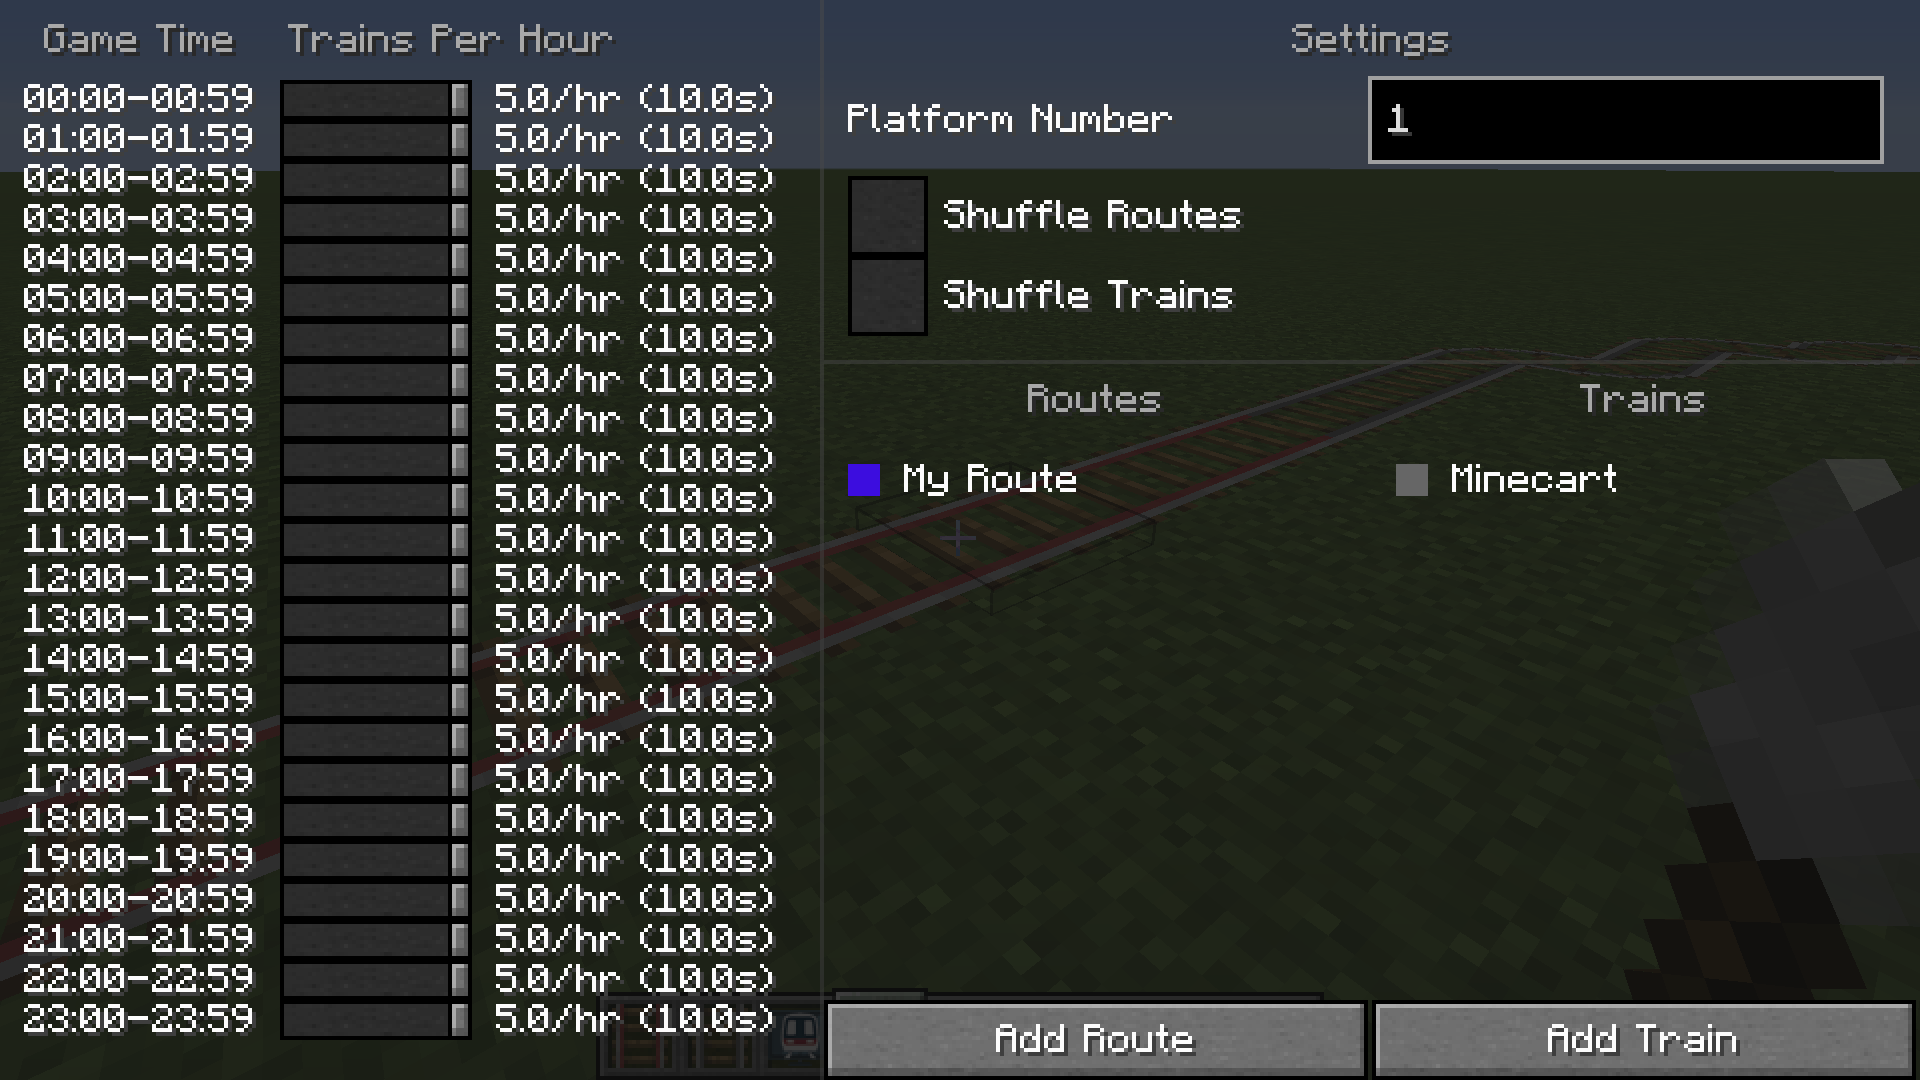 Game Time Trains Per Hour
00:00-00:59 5.0/hr (10.0s)
01:00-01:59 5.0/hr (10.0s)
02:00-02:59 5.0/hr (10.0s)
03:00-03:59 5.0/hr (10.0s)
04:00-04:59 5.0/hr (10.0s)
05:00-05:59 5.0/hr (10.0s)
06:00-06:59 5.0/hr (10.0s)
07:00-07:59 5.0/hr (10.0s)
08:00-08:59 5.0/hr (10.0s)
09:00-09:59 5.0/hr (10.0s)
10:00-10:59 5.0/hr (10.0s)
11:00-11:59 5.0/hr (10.0s)
12:00-12:59 5.0/hr (10.0s)
13:00-13:59 5.0/hr (10.0s)
14:00-14:59 5.0/hr (10.0s)
15:00-15:59 5.0/hr (10.0s)
16:00-16:59 5.0/hr (10.0s)
17:00-17:59 5.0/hr (10.0s)
18:00-18:59 5.0/hr (10.0s)
19:00-19:59 5.0/hr (10.0s)
20:00-20:59 5.0/hr (10.0s)
21:00-21:59 5.0/hr (10.0s)
22:00-22:59 5.0/hr (10.0s)
23:00-23:59 5.0/hr (10.0s)
Settings
Platform Number 1
Shuffle Routes
Shuffle Trains
Routes Trains
My Route Minecart
Add Route Add Train